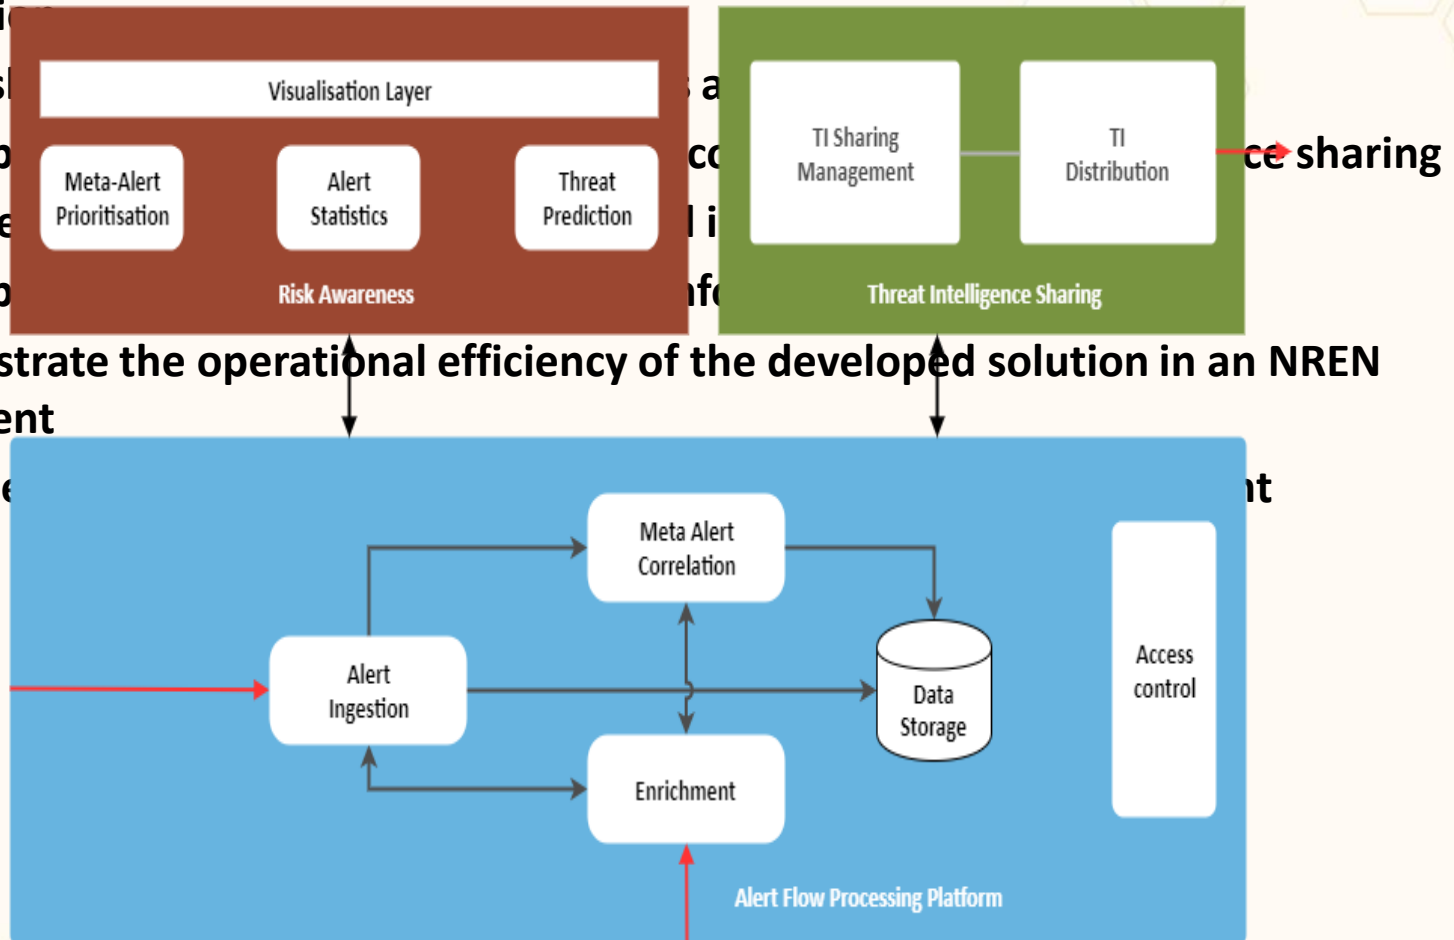 sharing
strate the operational efficiency of the developed solution in an NREN
ent
Visualisation Layer
Meta-Alert
Prioritisation
Alert
Statistics
Threat
Prediction
Risk Awareness
TI Sharing
Management
TI
Distribution
Threat Intelligence Sharing
Meta Alert
Correlation
Alert
Ingestion
Data
Storage
Access
control
Enrichment
Alert Flow Processing Platform